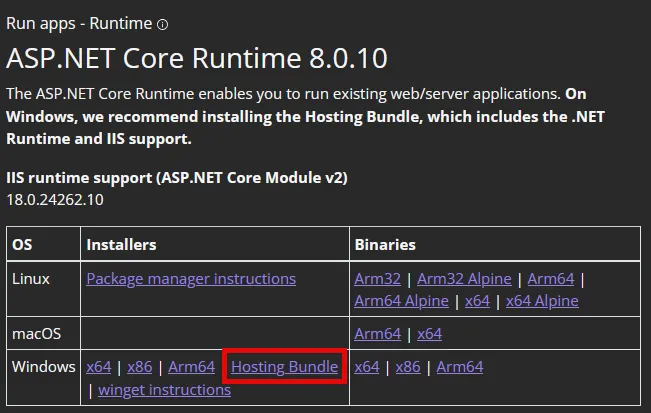 Run apps - Runtime ⓘ
ASP.NET Core Runtime 8.0.10
The ASP.NET Core Runtime enables you to run existing web/server applications. On
Windows, we recommend installing the Hosting Bundle, which includes the .NET
Runtime and IIS support.
IIS runtime support (ASP.NET Core Module v2)
18.0.24262.10
OS Installers Binaries
Linux Package manager instructions Arm32 | Arm32 Alpine | Arm64 |
Arm64 Alpine | x64 | x64 Alpine
macOS Arm64 | x64
Windows x64 | x86 | Arm64 Hosting Bundle x64 | x86 | Arm64
| winget instructions